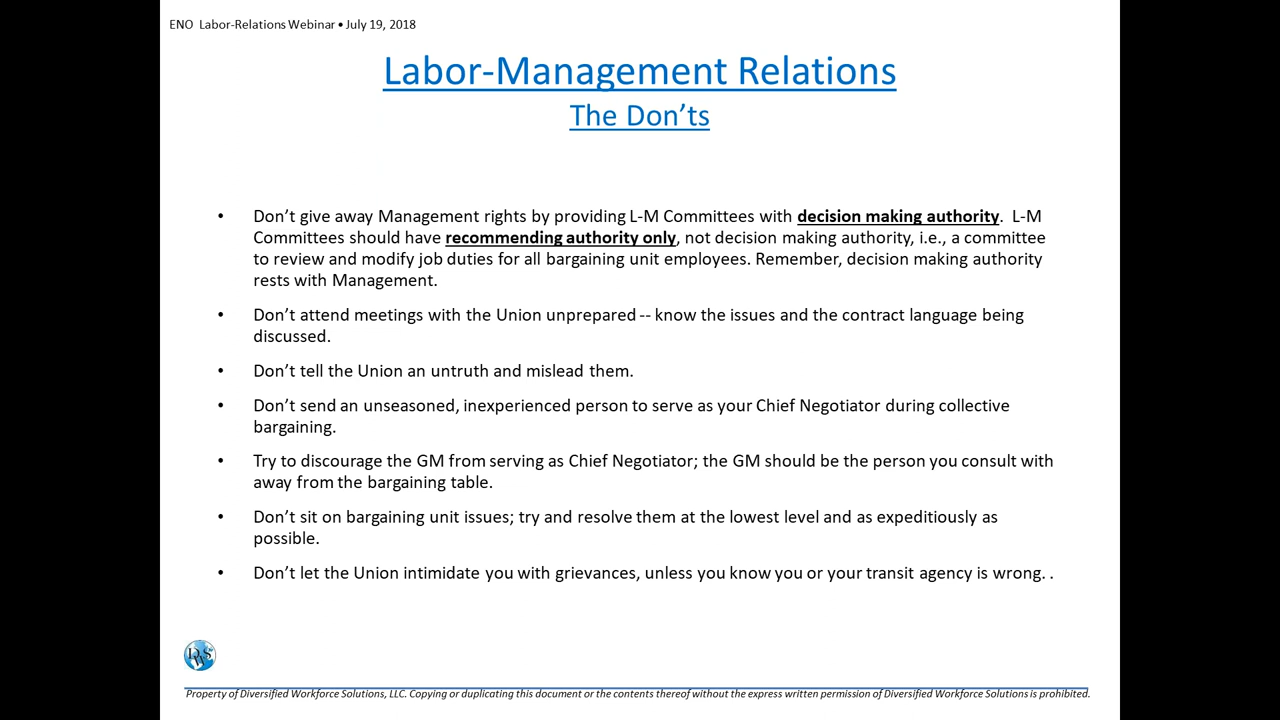 ENO  Labor-Relations Webinar • July 19, 2018
Labor-Management Relations
The Don’ts
• Don’t give away Management rights by providing L-M Committees with decision making authority.  L-M
Committees should have recommending authority only, not decision making authority, i.e., a committee
to review and modify job duties for all bargaining unit employees. Remember, decision making authority
rests with Management.
• Don’t attend meetings with the Union unprepared -- know the issues and the contract language being
discussed.
• Don’t tell the Union an untruth and mislead them.
• Don’t send an unseasoned, inexperienced person to serve as your Chief Negotiator during collective
bargaining.
• Try to discourage the GM from serving as Chief Negotiator; the GM should be the person you consult with
away from the bargaining table.
• Don’t sit on bargaining unit issues; try and resolve them at the lowest level and as expeditiously as
possible.
• Don’t let the Union intimidate you with grievances, unless you know you or your transit agency is wrong. .
DWS
Property of Diversified Workforce Solutions, LLC. Copying or duplicating this document or the contents thereof without the express written permission of Diversified Workforce Solutions is prohibited.